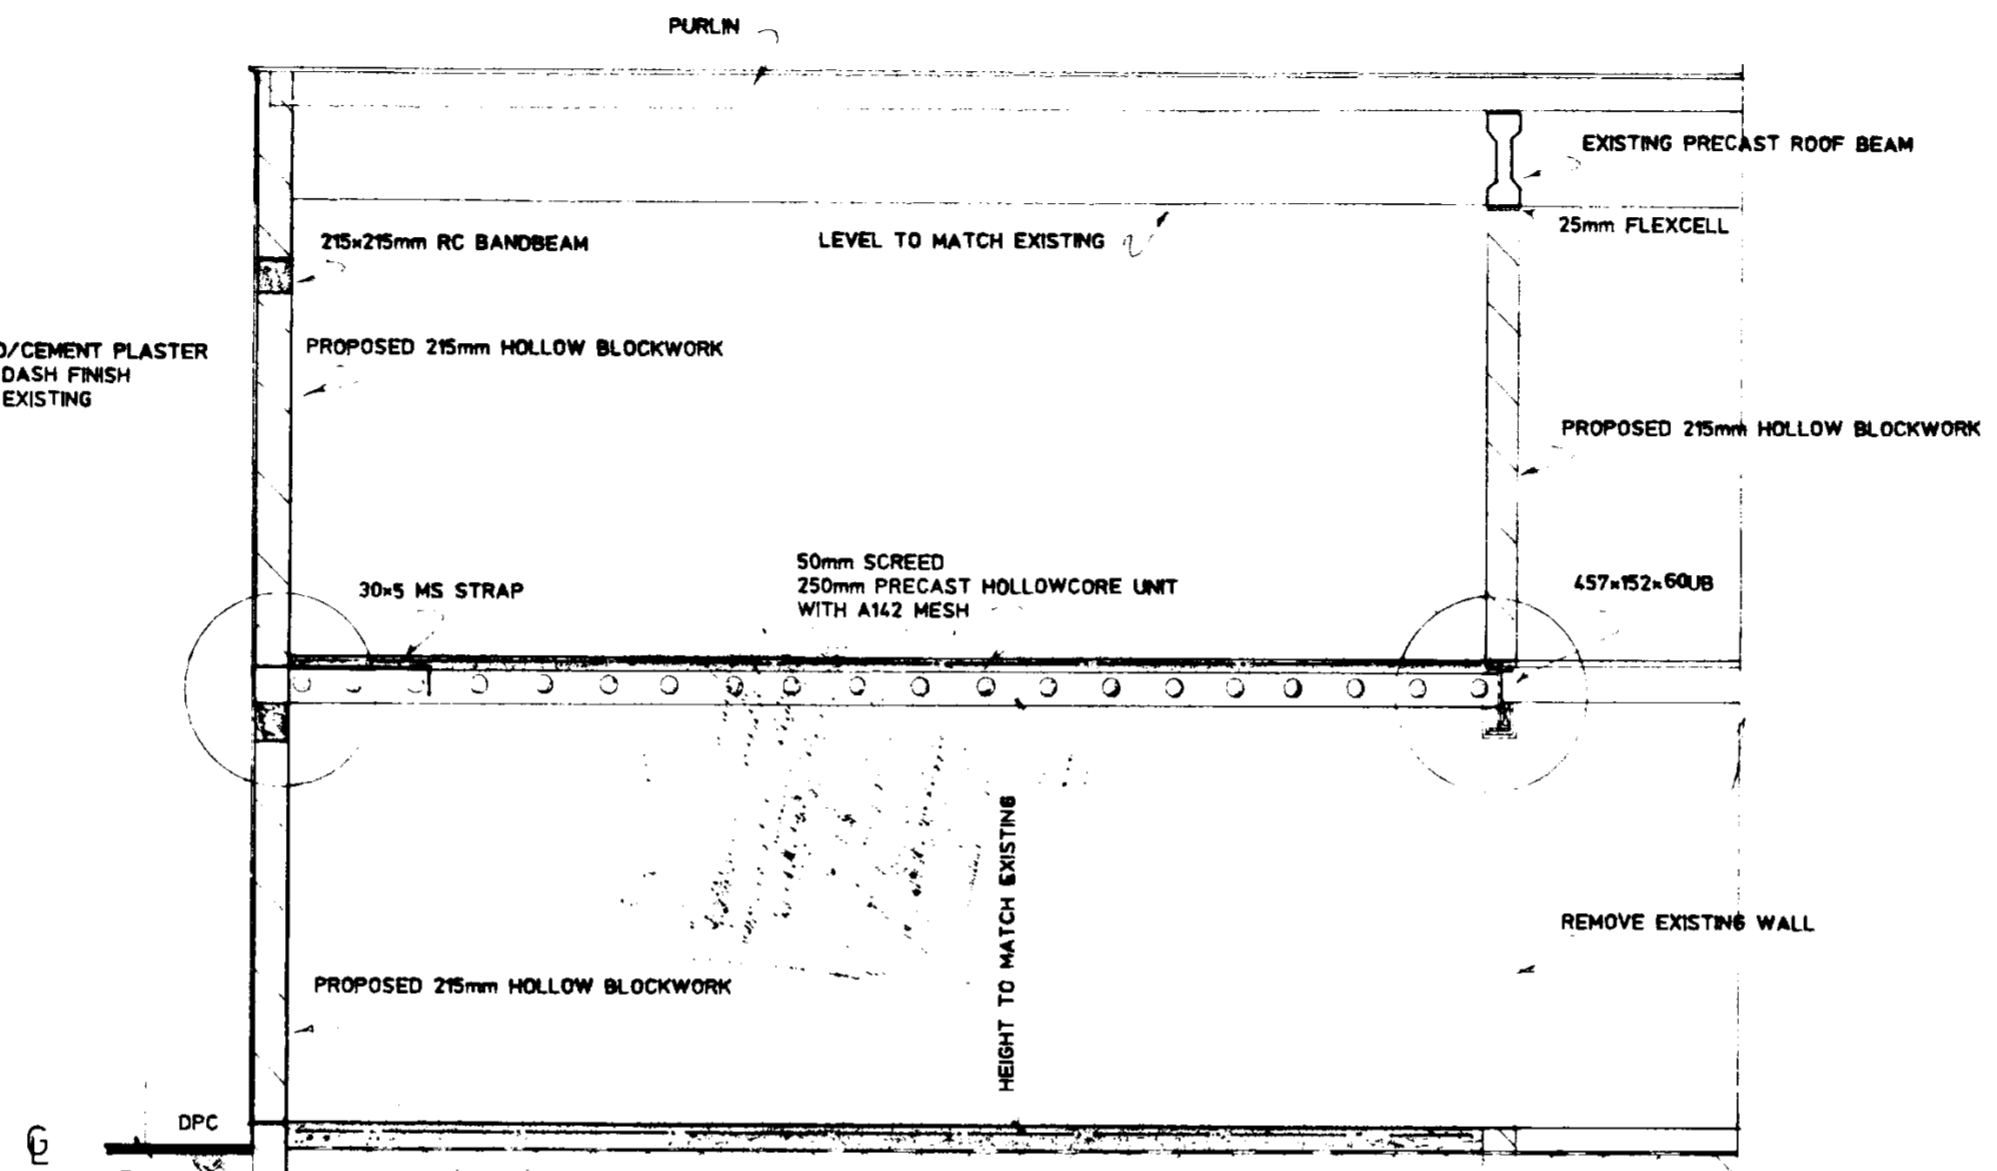 PURLIN
EXISTING PRECAST ROOF BEAM
25mm FLEXCELL
215x215mm RC BANDBEAM
LEVEL TO MATCH EXISTING
PROPOSED 215mm HOLLOW BLOCKWORK
/CEMENT PLASTER
DASH FINISH
EXISTING
PROPOSED 215mm HOLLOW BLOCKWORK
50mm SCREED
250mm PRECAST HOLLOWCORE UNIT
WITH A142 MESH
30x5 MS STRAP
457x152x60UB
HEIGHT TO MATCH EXISTING
REMOVE EXISTING WALL
PROPOSED 215mm HOLLOW BLOCKWORK
DPC
GL